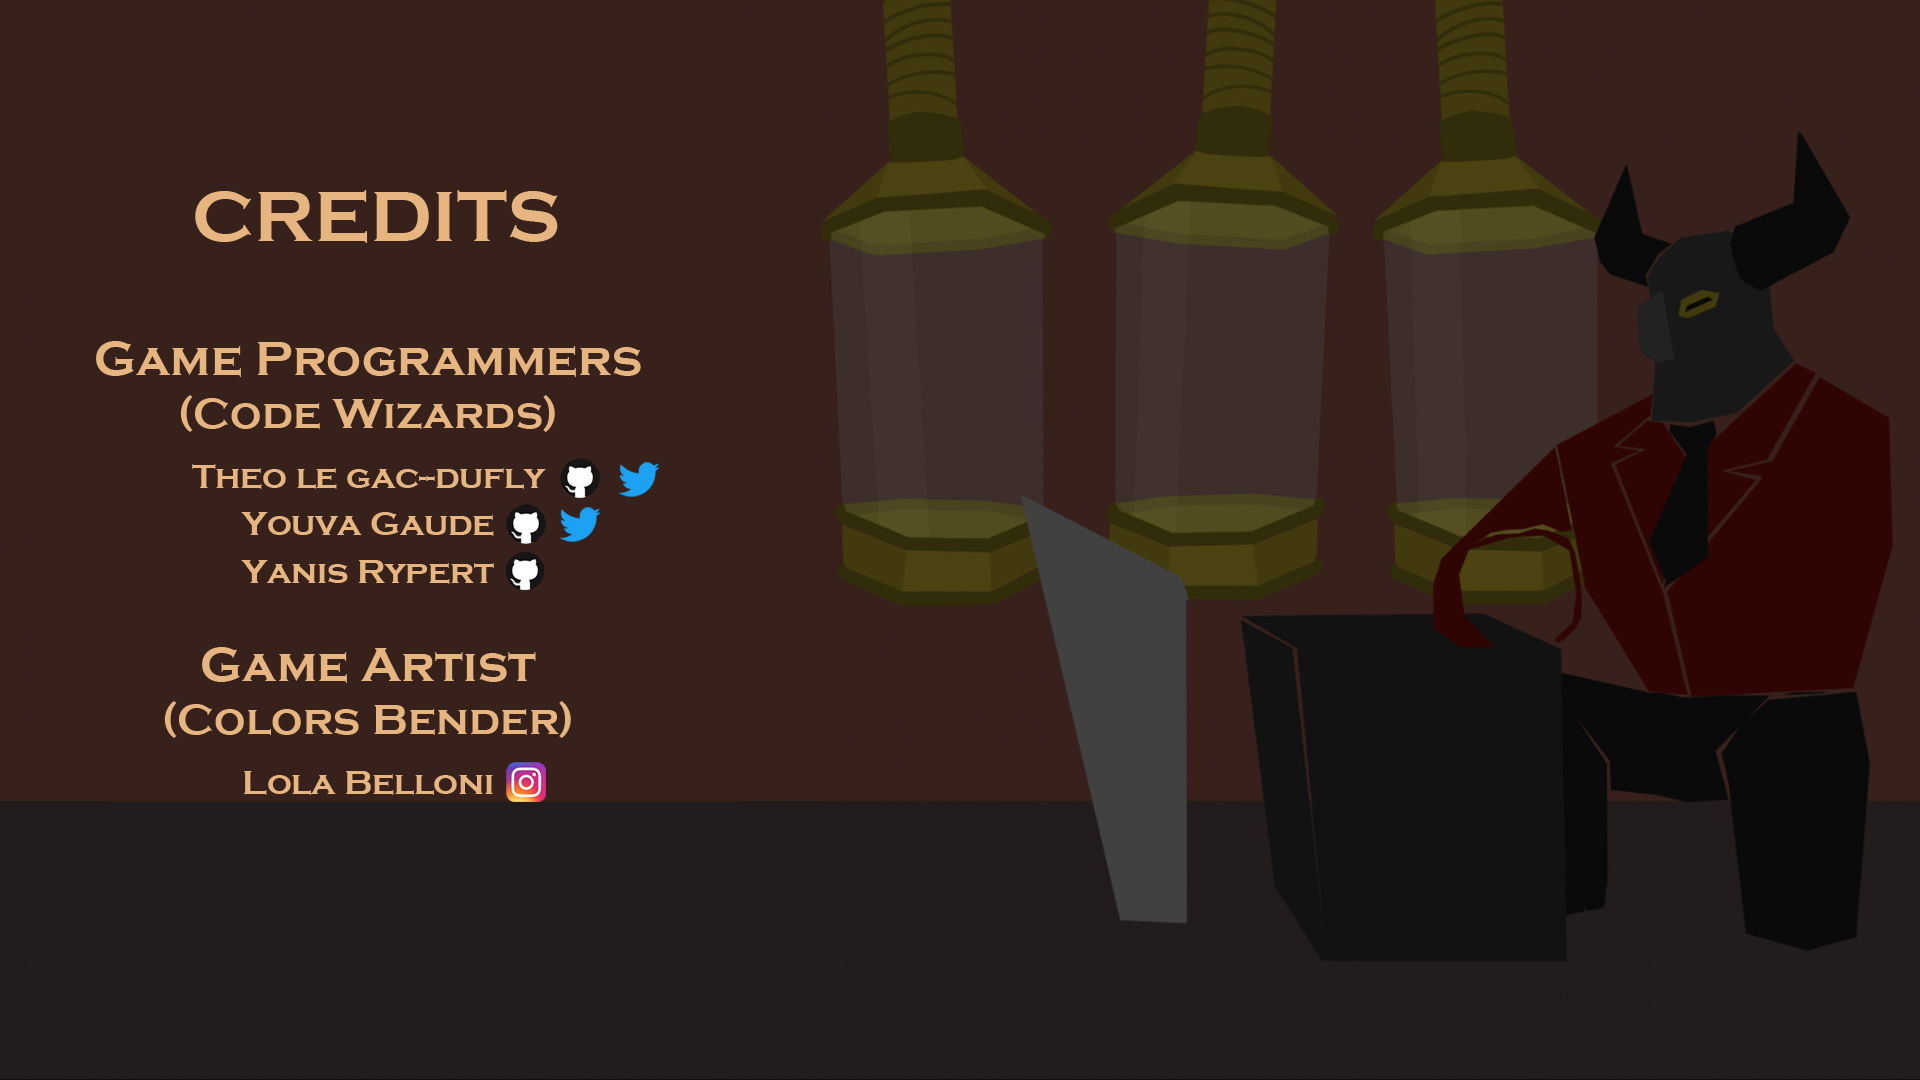 CREDITS
Game Programmers
(Code Wizards)
Theo le gac-dufly
Youva Gaude
Yanis Rypert
Game Artist
(Colors Bender)
Lola Belloni